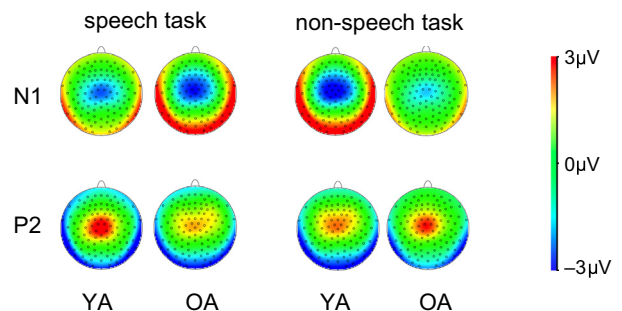 speech task non-speech task
N1
3µV
0µV
P2
–3µV
YA OA YA OA